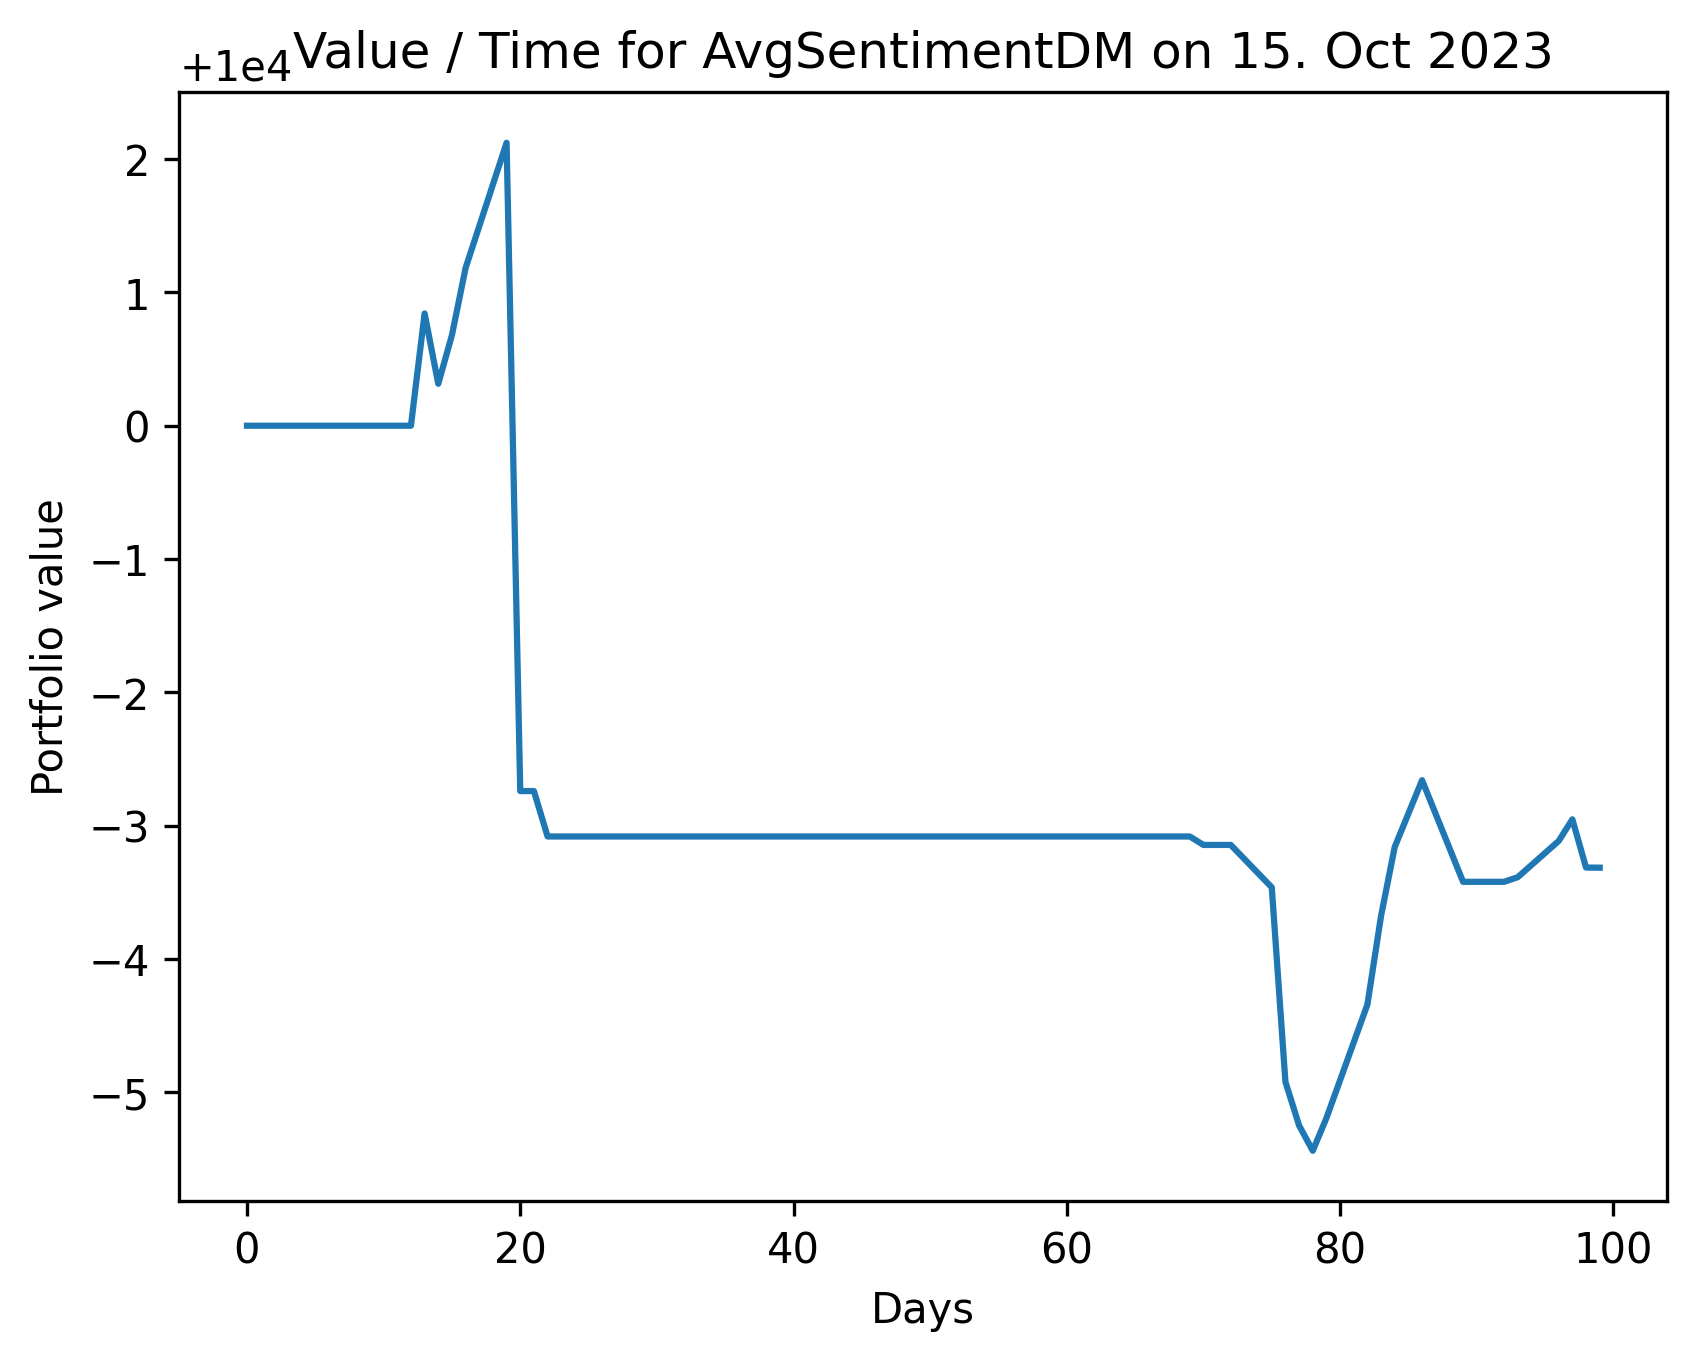 Value / Time for AvgSentimentDM on 15. Oct 2023
+1e4
2
1
0
−1
−2
−3
−4
−5
Portfolio value
0 20 40 60 80 100
Days